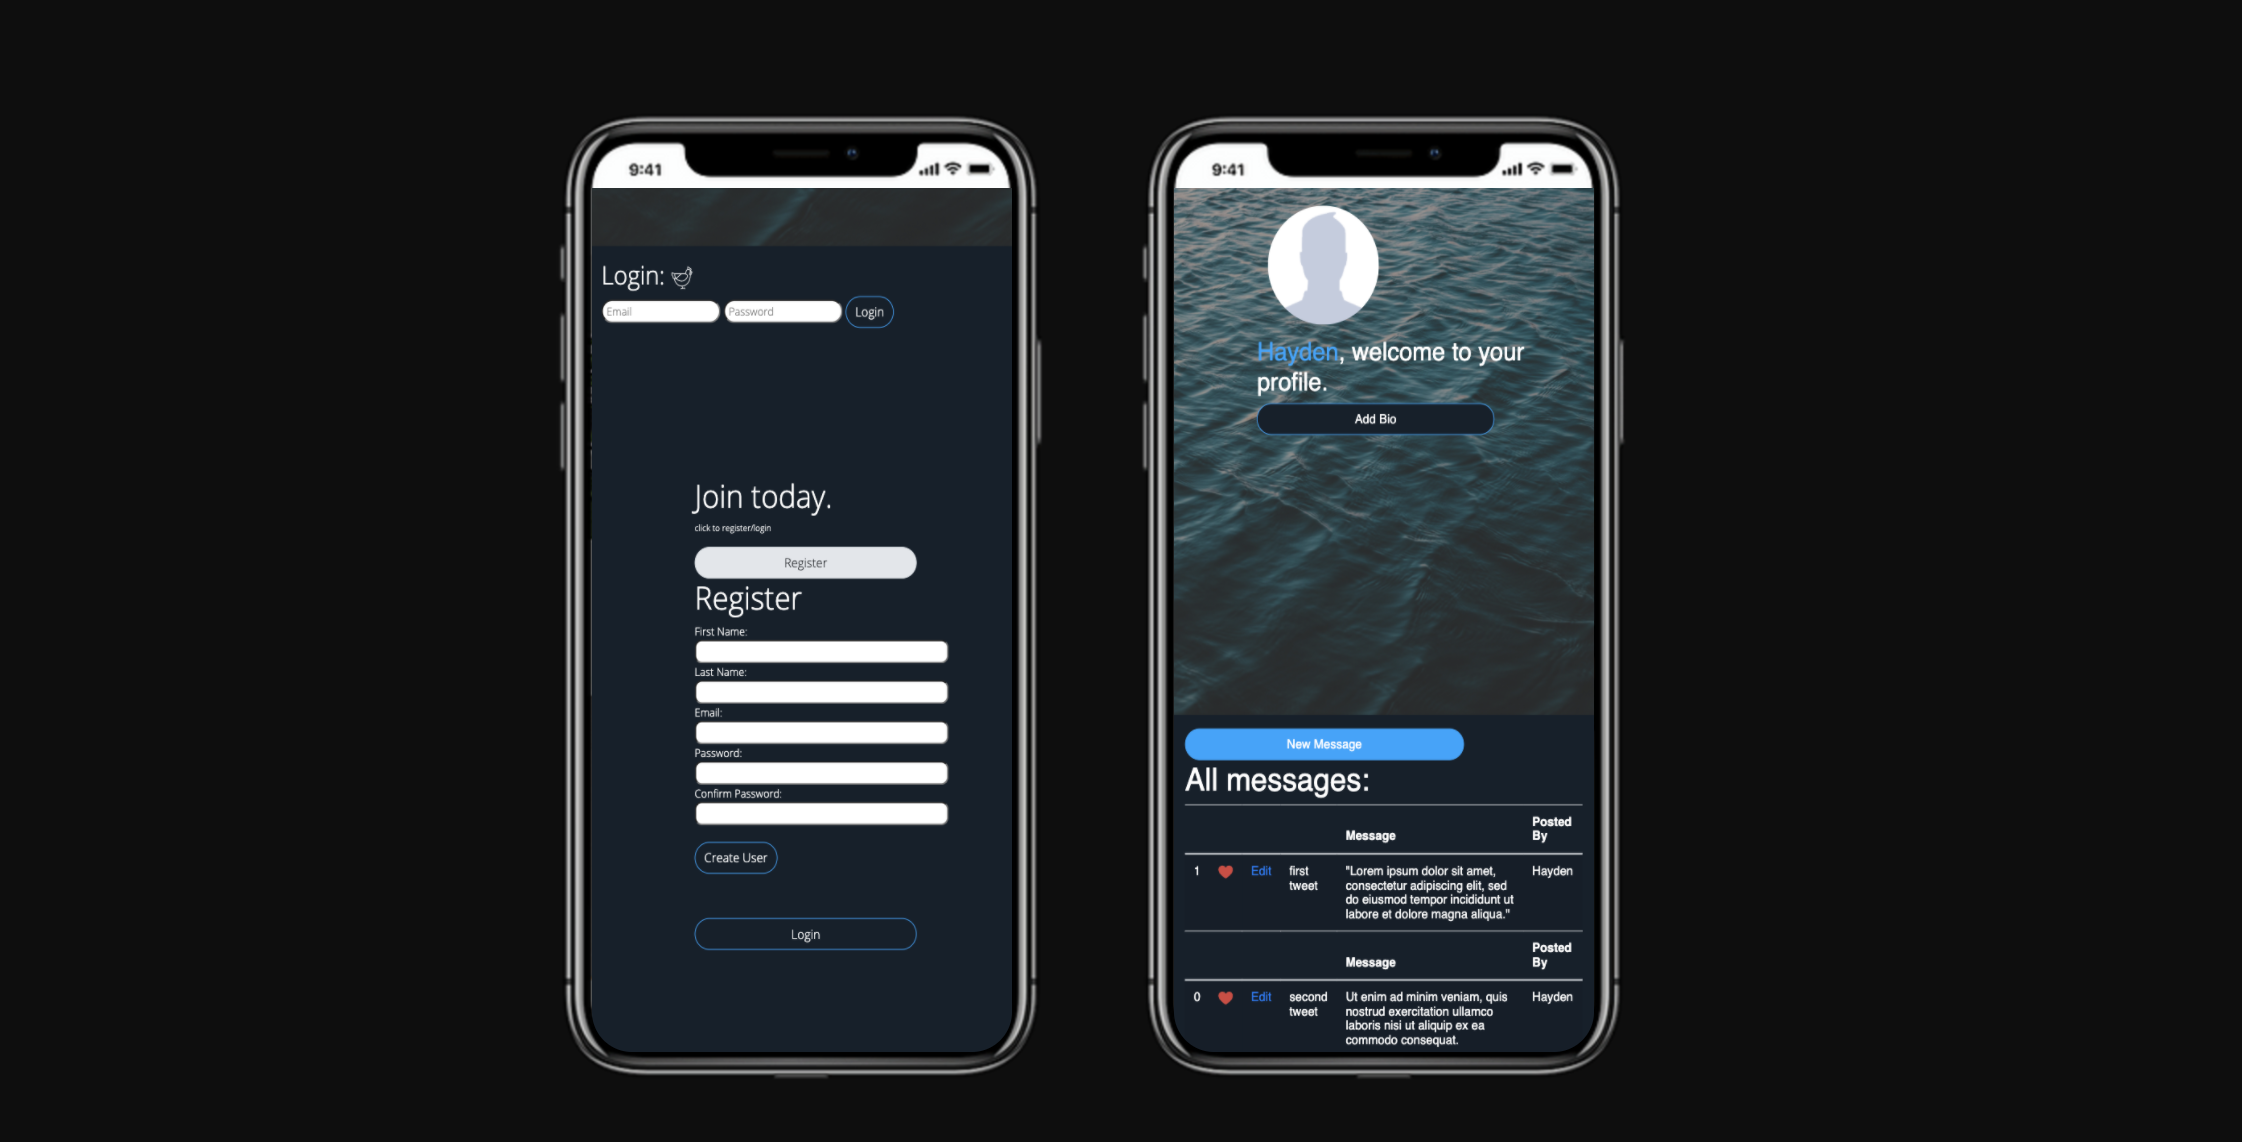 9:41
Login:
Email Password Login
Join today.
click to register/login
Register
Register
First Name:
Last Name:
Email:
Password:
Confirm Password:
Create User
Login
9:41
Hayden, welcome to your
profile.
Add Bio
New Message
All messages:
Message Posted
By
1 Edit first
tweet
"Lorem ipsum dolor sit amet,
consectetur adipiscing elit, sed
do eiusmod tempor incididunt ut
labore et dolore magna aliqua."
Hayden
Message Posted
By
0 Edit second
tweet
Ut enim ad minim veniam, quis
nostrud exercitation ullamco
laboris nisi ut aliquip ex ea
commodo consequat.
Hayden